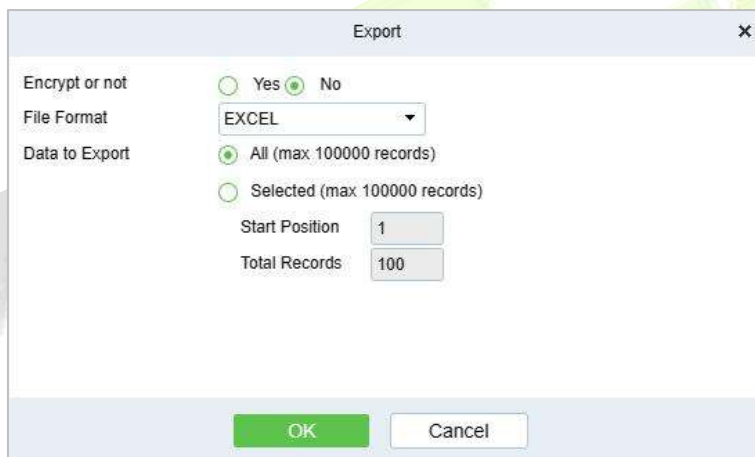 Export
Encrypt or not Yes No
File Format EXCEL
Data to Export All (max 100000 records)
Selected (max 100000 records)
Start Position 1
Total Records 100
OK Cancel